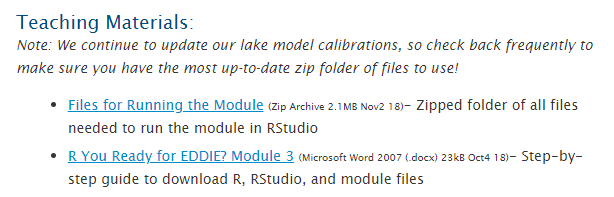 Teaching Materials:
Note: We continue to update our lake model calibrations, so check back frequently to
make sure you have the most up-to-date zip folder of files to use!
• Files for Running the Module (Zip Archive 2.1MB Nov2 18)– Zipped folder of all files
needed to run the module in RStudio
• R You Ready for EDDIE? Module 3 (Microsoft Word 2007 (.docx) 23kB Oct4 18)– Step-by-
step guide to download R, RStudio, and module files